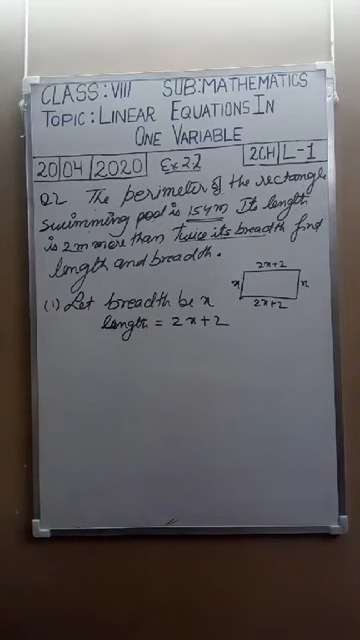 CLASS:VIII SUB:MATHEMATICS
TOPIC: LINEAR EQUATIONS IN
ONE VARIABLE
20|04|2020 Ex 2.2 2CH L-1
Q2 The perimeter of the rectangle
swimming pool is 154m Its length
is 2m more than twice its breadth find
length and breadth.
2x+2
x x
2x+2
(1) Let breadth be x
length = 2x+2